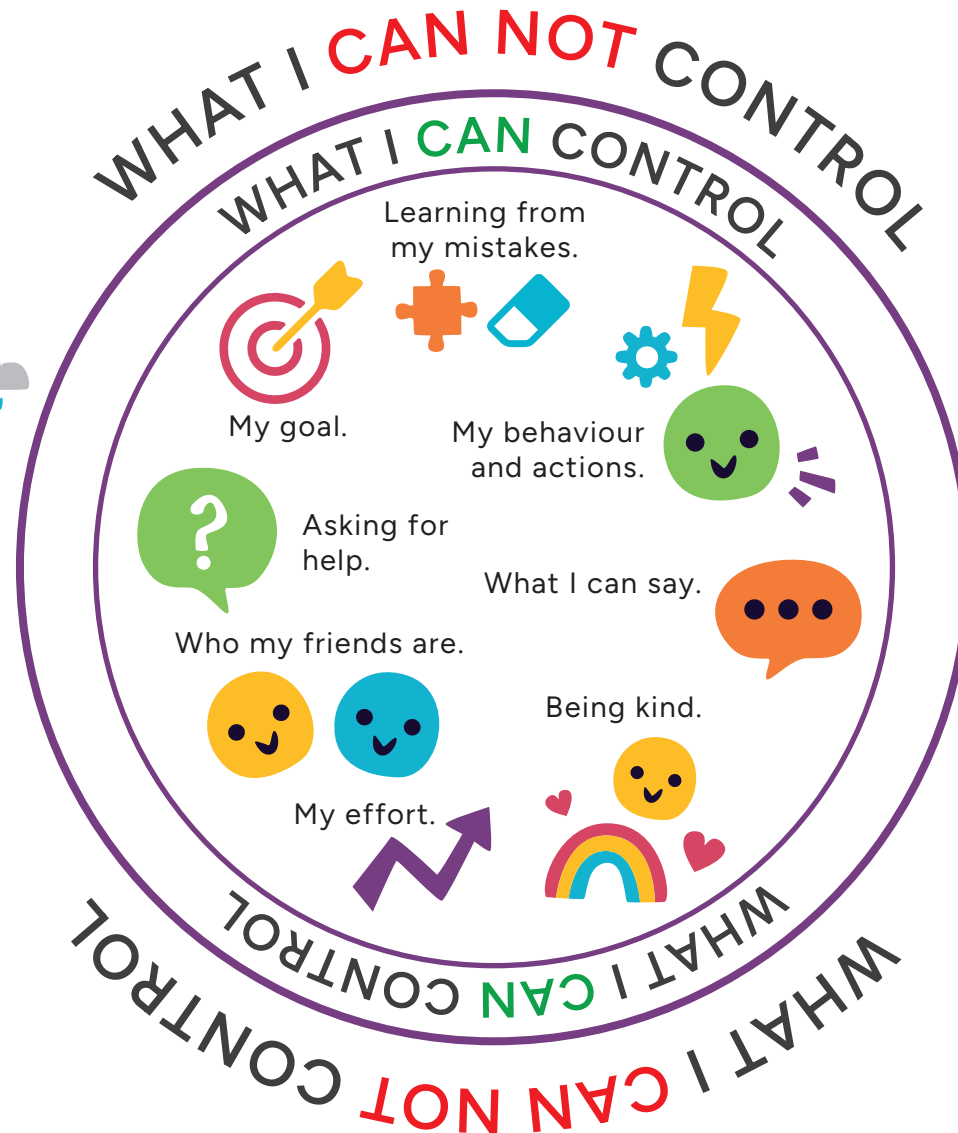 WHAT I CAN NOT CONTROL
WHAT I CAN CONTROL
Learning from
my mistakes.
My goal.
My behaviour
and actions.
?
Asking for
help.
What I can say.
Who my friends are.
Being kind.
My effort.
WHAT I CAN CONTROL
WHAT I CAN NOT CONTROL